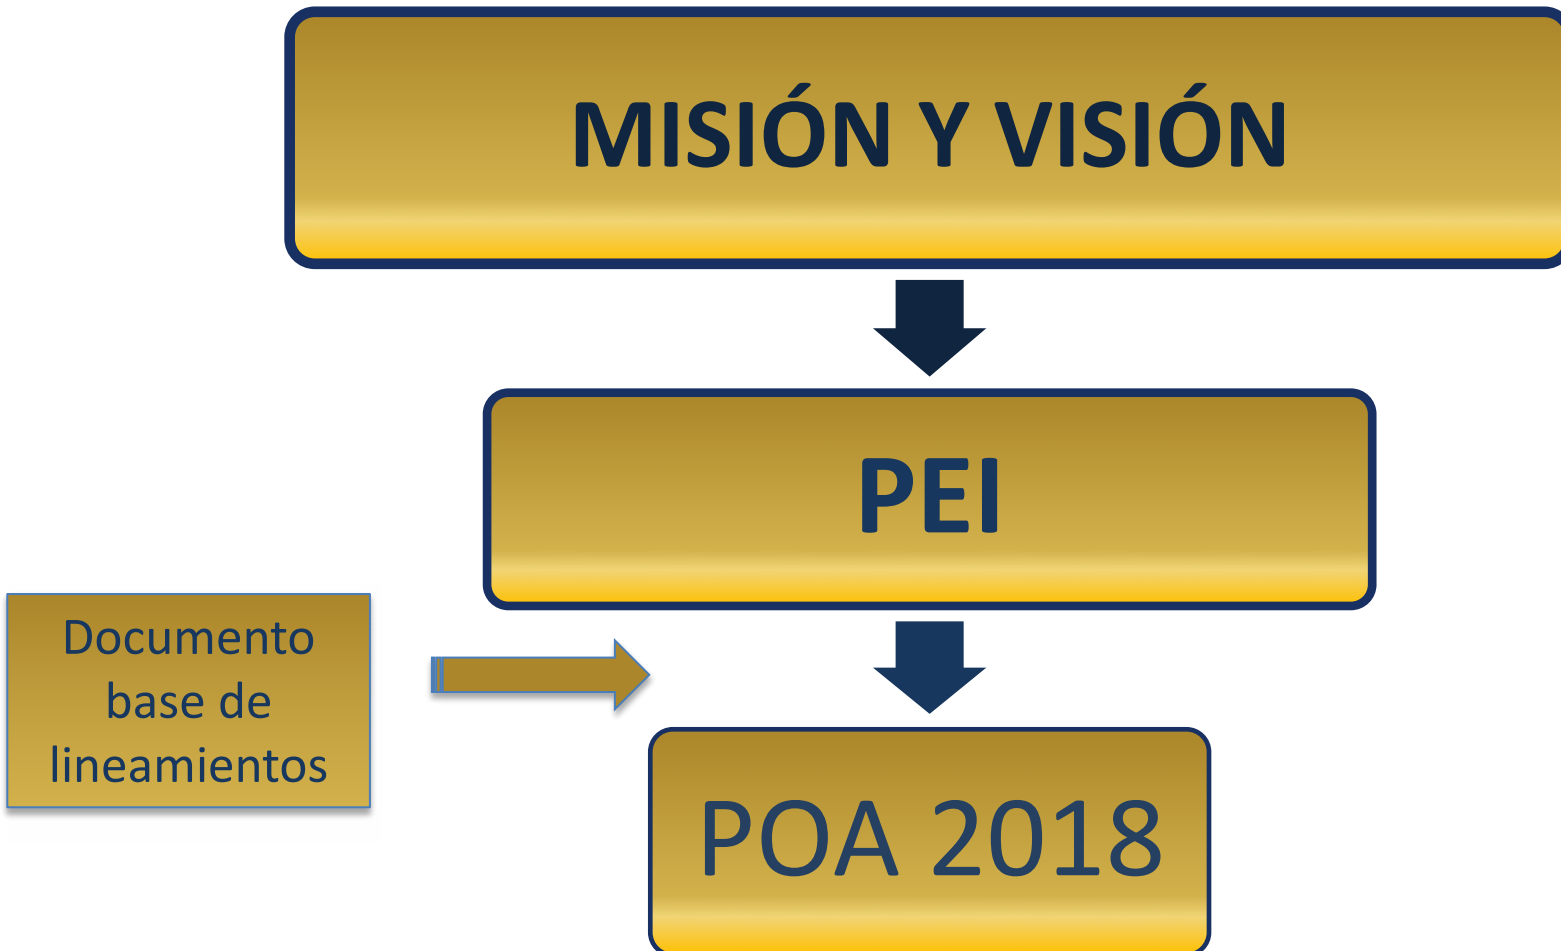 MISIÓN Y VISIÓN
PEI
Documento
base de
lineamientos
POA 2018